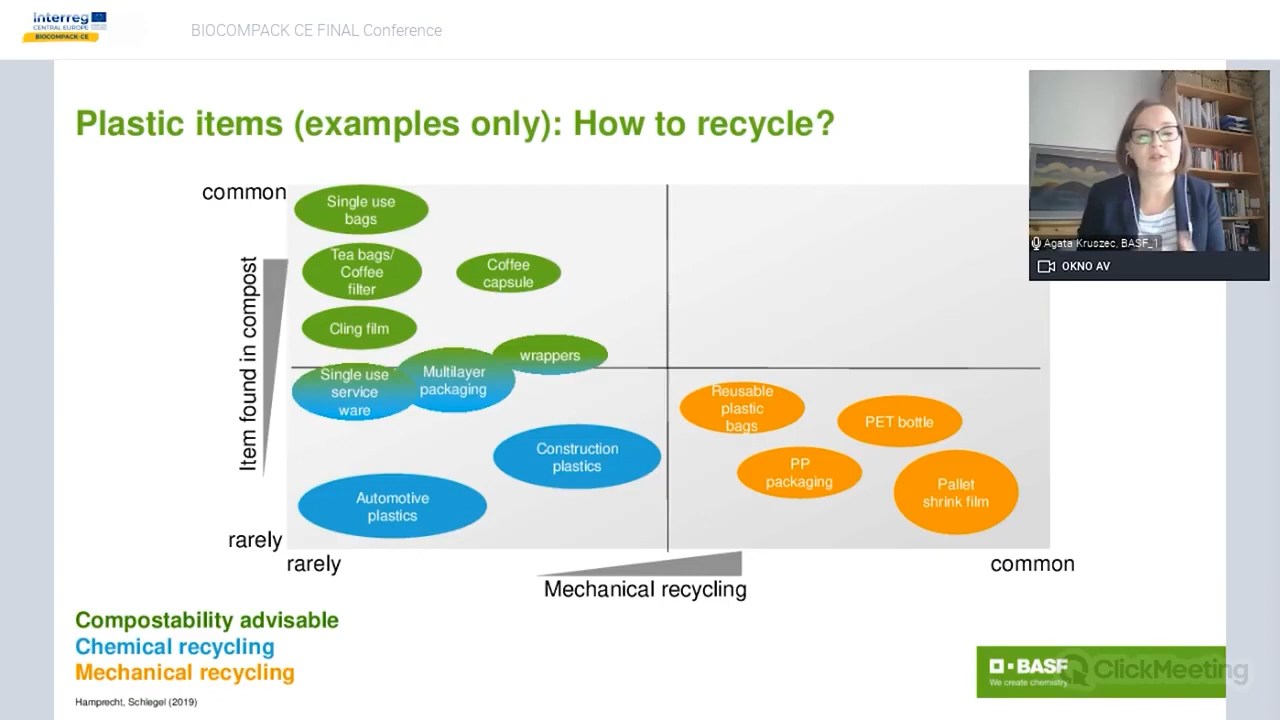 Interreg
CENTRAL EUROPE
BIOCOMPACK-CE
BIOCOMPACK CE FINAL Conference
Plastic items (examples only): How to recycle?
Agata Kruszec, BASF_1
OKNO AV
common
Item found in compost
rarely
Single use
bags
Tea bags/
Coffee
filter
Coffee
capsule
Cling film
wrappers
Single use
service
ware
Multilayer
packaging
Reusable
plastic
bags
PET bottle
Construction
plastics
PP
packaging
Pallet
shrink film
Automotive
plastics
rarely
common
Mechanical recycling
Compostability advisable
Chemical recycling
Mechanical recycling
Hamprecht, Schlegel (2019)
BASF
We create chemistry
ClickMeeting